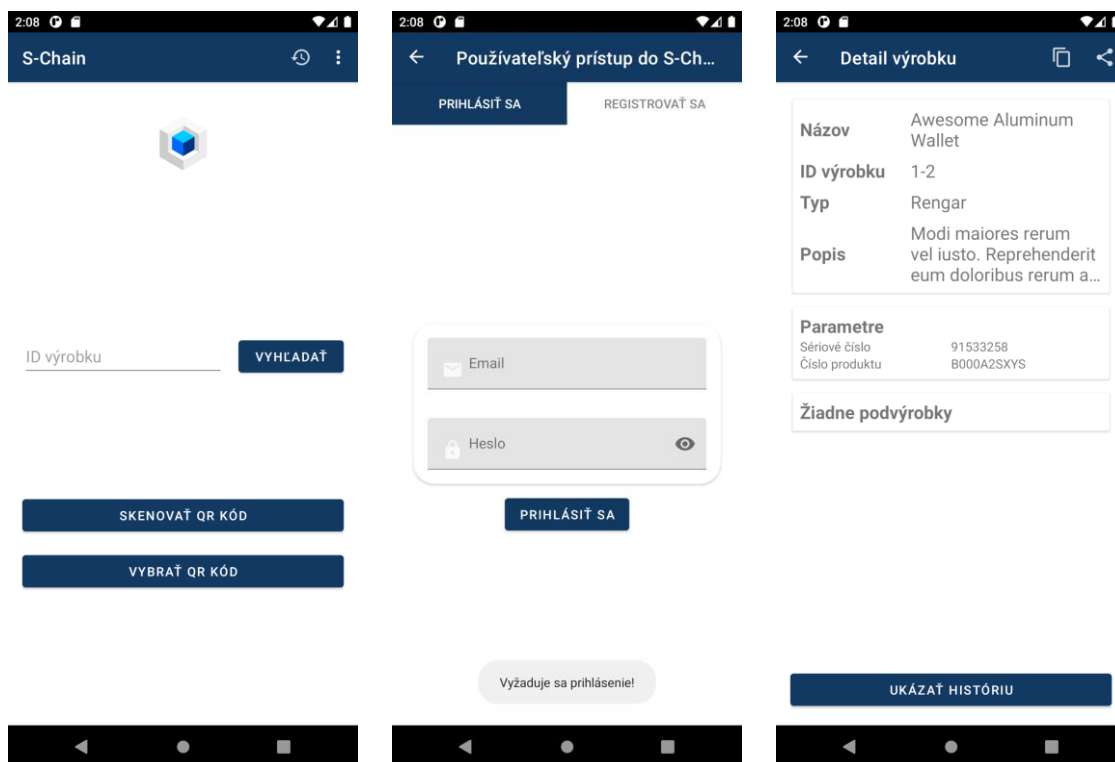 2:08
S-Chain
ID výrobku
VYHĽADAŤ
SKENOVAŤ QR KÓD
VYBRAŤ QR KÓD
2:08
Používateľský prístup do S-Ch...
PRIHLÁSIŤ SA
REGISTROVAŤ SA
Email
Heslo
PRIHLÁSIŤ SA
Vyžaduje sa prihlásenie!
2:08
Detail výrobku
Názov
Awesome Aluminum
Wallet
ID výrobku
1-2
Typ
Rengar
Popis
Modi maiores rerum
vel iusto. Reprehenderit
eum doloribus rerum a...
Parametre
Sériové číslo
91533258
Číslo produktu
B000A2SXYS
Žiadne podvýrobky
UKÁZAŤ HISTÓRIU